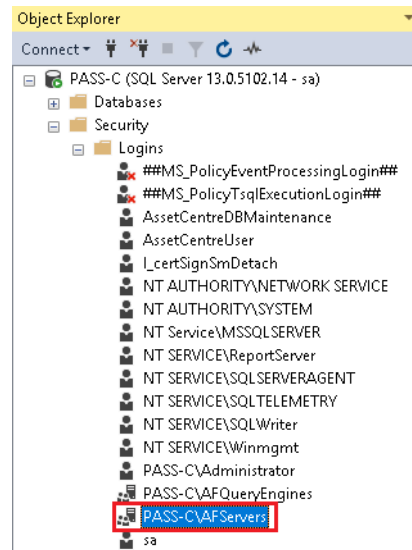 Object Explorer
Connect
PASS-C (SQL Server 13.0.5102.14 - sa)
Databases
Security
Logins
##MS_PolicyEventProcessingLogin##
##MS_PolicyTsqlExecutionLogin##
AssetCentreDBMaintenance
AssetCentreUser
l_certSignSmDetach
NT AUTHORITY\NETWORK SERVICE
NT AUTHORITY\SYSTEM
NT Service\MSSQLSERVER
NT SERVICE\ReportServer
NT SERVICE\SQLSERVERAGENT
NT SERVICE\SQLTELEMETRY
NT SERVICE\SQLWriter
NT SERVICE\Winmgmt
PASS-C\Administrator
PASS-C\AFQueryEngines
PASS-C\AFServers
sa